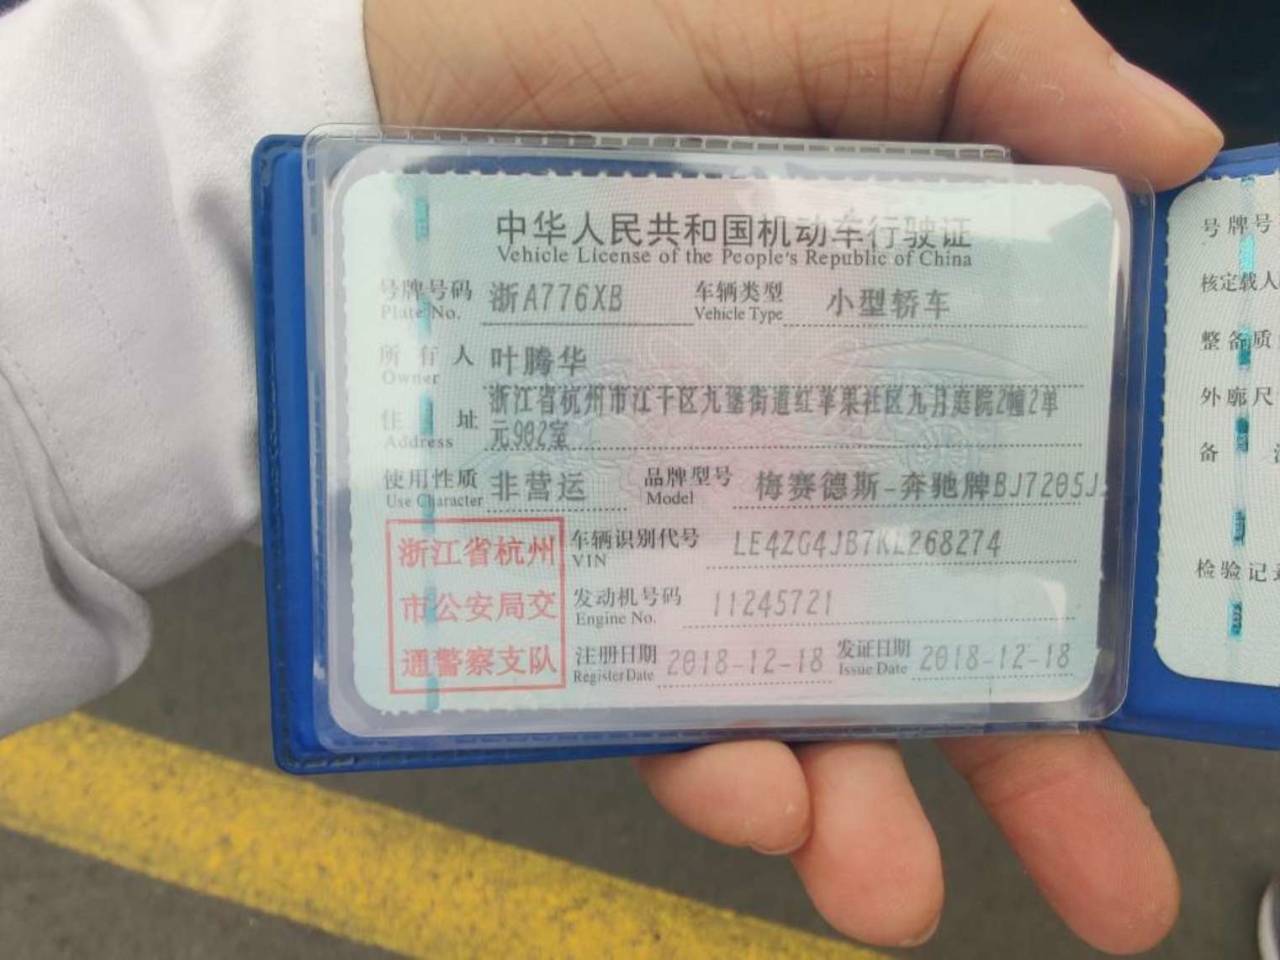 中华人民共和国机动车行驶证
Vehicle License of the People's Republic of China
号牌号码 浙A776XB 车辆类型 小型轿车
Plate No. Vehicle Type
所有人 叶腾华
Owner
住址 浙江省杭州市江干区九堡街道红苹果社区九月庭院2幢2单
元902室
Address
使用性质 非营运 品牌型号 梅赛德斯-奔驰牌BJ7205J
Use Character Model
浙江省杭州
市公安局交
通警察支队
车辆识别代号 LE4ZG4JB7KL268274
VIN
发动机号码 11245721
Engine No.
注册日期 2018-12-18 发证日期 2018-12-18
Register Date Issue Date
号牌号
核定载人
整备质
外廓尺
备
检验记